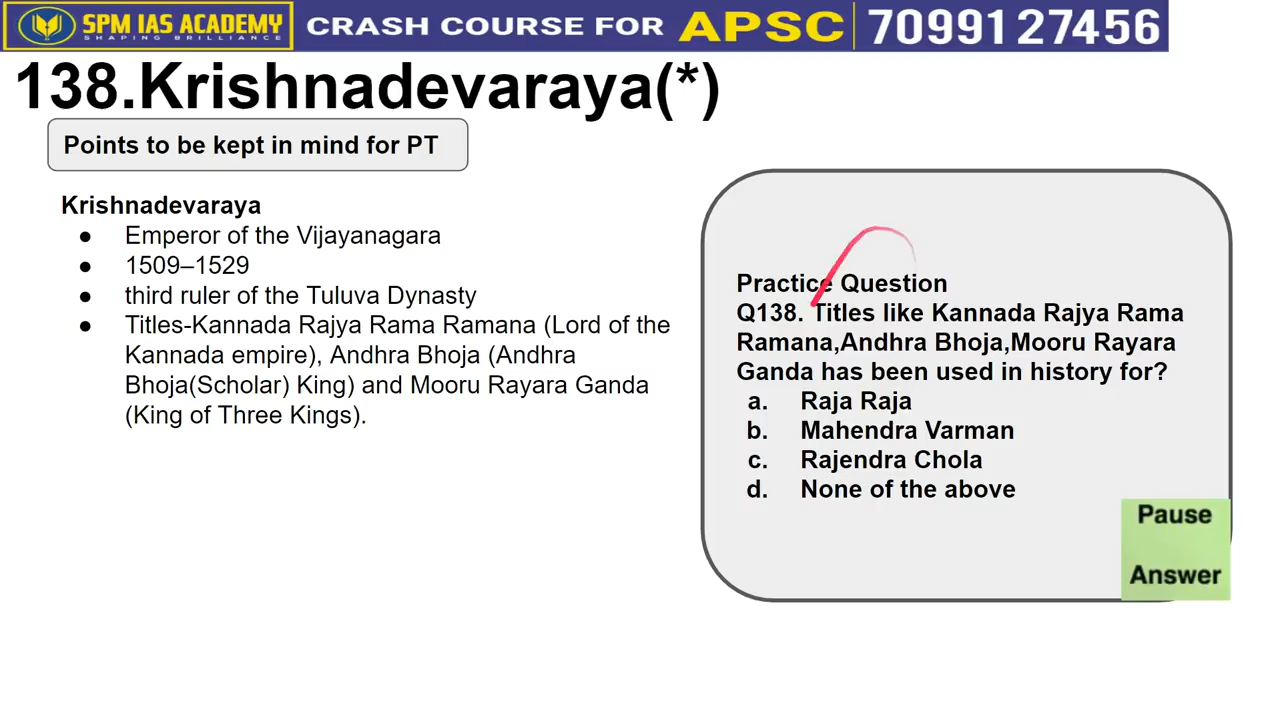 SPM IAS ACADEMY
SHAPING BRILLIANCE
CRASH COURSE FOR APSC 70991 27456
138.Krishnadevaraya(*)
Points to be kept in mind for PT
Krishnadevaraya
● Emperor of the Vijayanagara
● 1509–1529
● third ruler of the Tuluva Dynasty
● Titles-Kannada Rajya Rama Ramana (Lord of the
Kannada empire), Andhra Bhoja (Andhra
Bhoja(Scholar) King) and Mooru Rayara Ganda
(King of Three Kings).
Practice Question
Q138. Titles like Kannada Rajya Rama
Ramana,Andhra Bhoja,Mooru Rayara
Ganda has been used in history for?
a. Raja Raja
b. Mahendra Varman
c. Rajendra Chola
d. None of the above
Pause
Answer